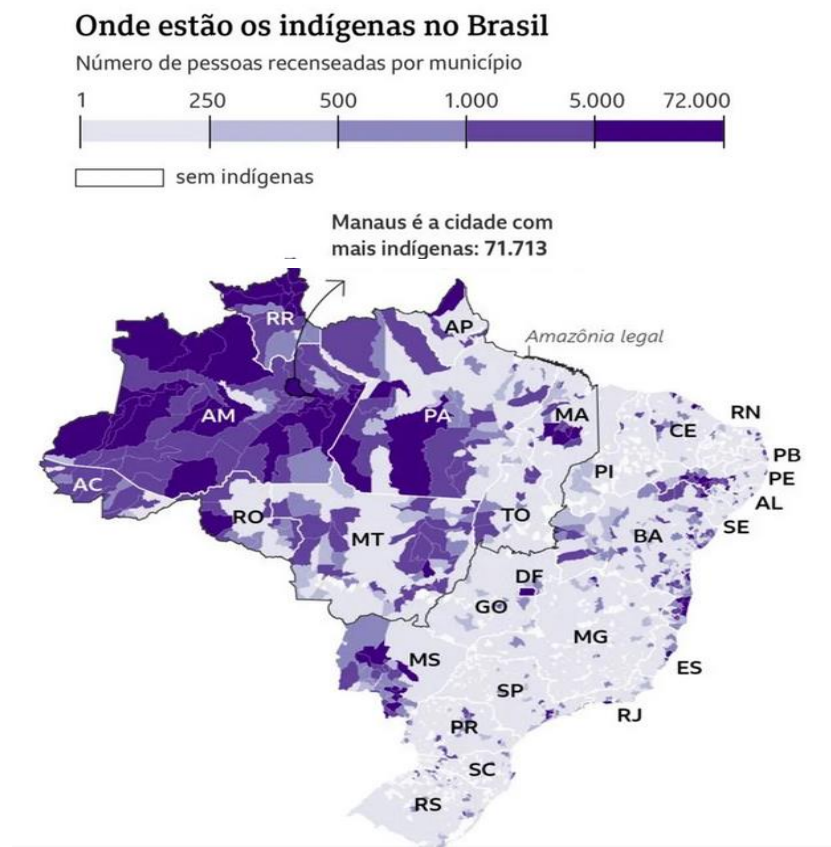 Onde estão os indígenas no Brasil
Número de pessoas recenseadas por município
1 250 500 1.000 5.000 72.000
sem indígenas
Manaus é a cidade com
mais indígenas: 71.713
RR
AP
Amazônia legal
AM
PA
MA
CE
RN
PB
PI
PE
AC
AL
RO
TO
SE
MT
BA
DF
GO
MG
MS
ES
SP
RJ
PR
SC
RS